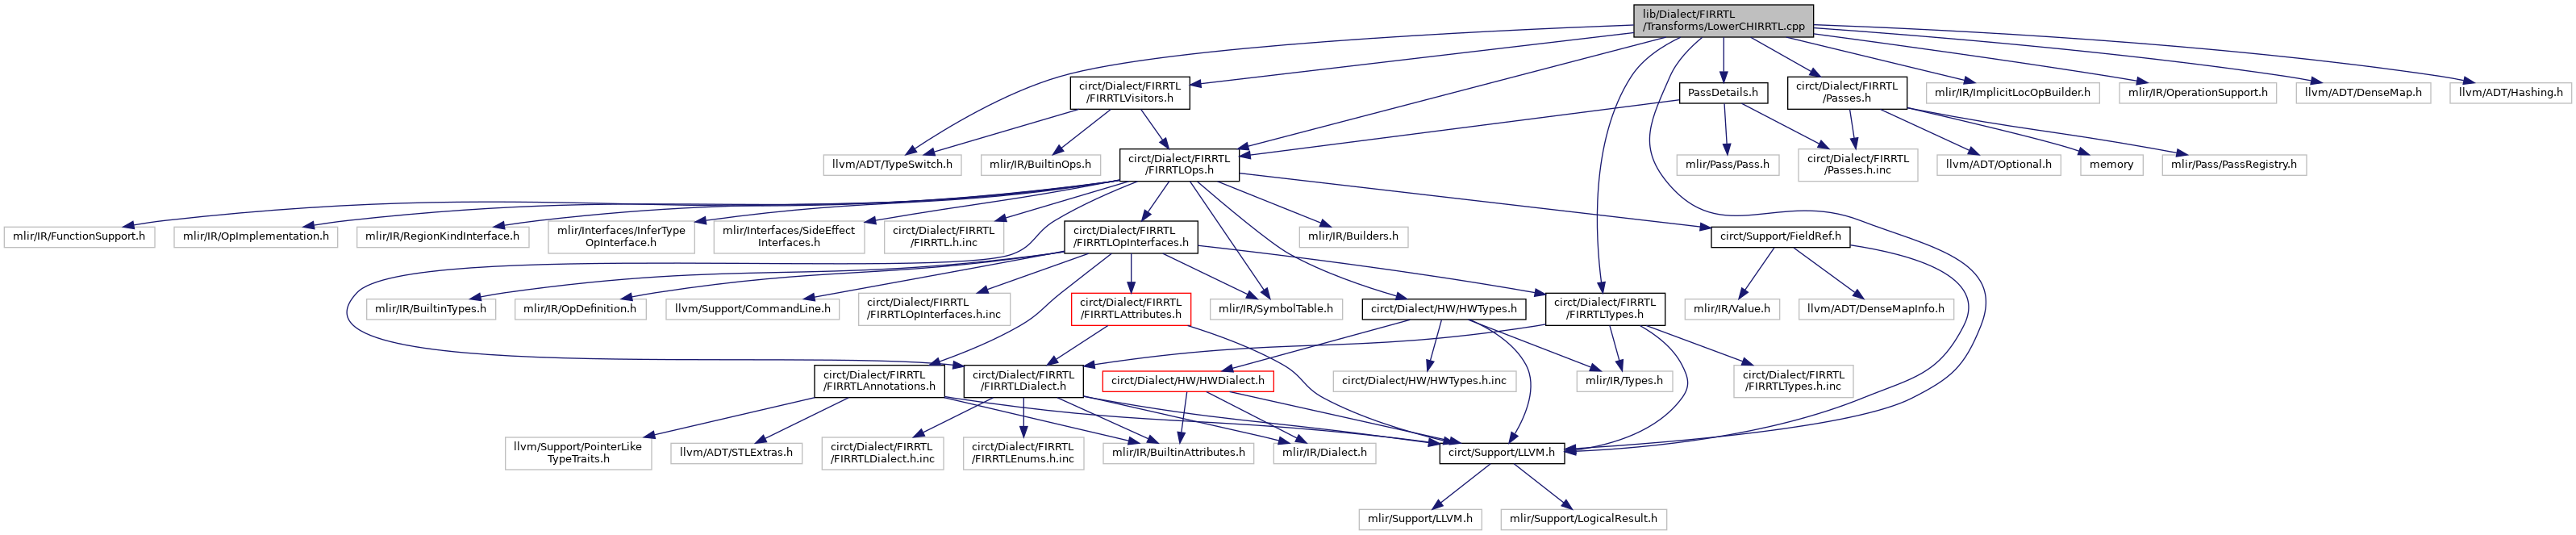 lib/Dialect/FIRRTL
/Transforms/LowerCHIRRTL.cpp
circt/Dialect/FIRRTL
/FIRRTLVisitors.h
PassDetails.h
circt/Dialect/FIRRTL
/Passes.h
mlir/IR/ImplicitLocOpBuilder.h
mlir/IR/OperationSupport.h
llvm/ADT/DenseMap.h
llvm/ADT/Hashing.h
llvm/ADT/TypeSwitch.h
mlir/IR/BuiltinOps.h
circt/Dialect/FIRRTL
/FIRRTLOps.h
mlir/Pass/Pass.h
circt/Dialect/FIRRTL
/Passes.h.inc
llvm/ADT/Optional.h
memory
mlir/Pass/PassRegistry.h
mlir/IR/FunctionSupport.h
mlir/IR/OpImplementation.h
mlir/IR/RegionKindInterface.h
mlir/Interfaces/InferType
OpInterface.h
mlir/Interfaces/SideEffect
Interfaces.h
circt/Dialect/FIRRTL
/FIRRTL.h.inc
circt/Dialect/FIRRTL
/FIRRTLOpInterfaces.h
mlir/IR/Builders.h
circt/Support/FieldRef.h
mlir/IR/BuiltinTypes.h
mlir/IR/OpDefinition.h
llvm/Support/CommandLine.h
circt/Dialect/FIRRTL
/FIRRTLOpInterfaces.h.inc
circt/Dialect/FIRRTL
/FIRRTLAttributes.h
mlir/IR/SymbolTable.h
circt/Dialect/HW/HWTypes.h
circt/Dialect/FIRRTL
/FIRRTLTypes.h
mlir/IR/Value.h
llvm/ADT/DenseMapInfo.h
circt/Dialect/FIRRTL
/FIRRTLAnnotations.h
circt/Dialect/FIRRTL
/FIRRTLDialect.h
circt/Dialect/HW/HWDialect.h
circt/Dialect/HW/HWTypes.h.inc
mlir/IR/Types.h
circt/Dialect/FIRRTL
/FIRRTLTypes.h.inc
llvm/Support/PointerLike
TypeTraits.h
llvm/ADT/STLExtras.h
circt/Dialect/FIRRTL
/FIRRTLDialect.h.inc
circt/Dialect/FIRRTL
/FIRRTLEnums.h.inc
mlir/IR/BuiltinAttributes.h
mlir/IR/Dialect.h
circt/Support/LLVM.h
mlir/Support/LLVM.h
mlir/Support/LogicalResult.h